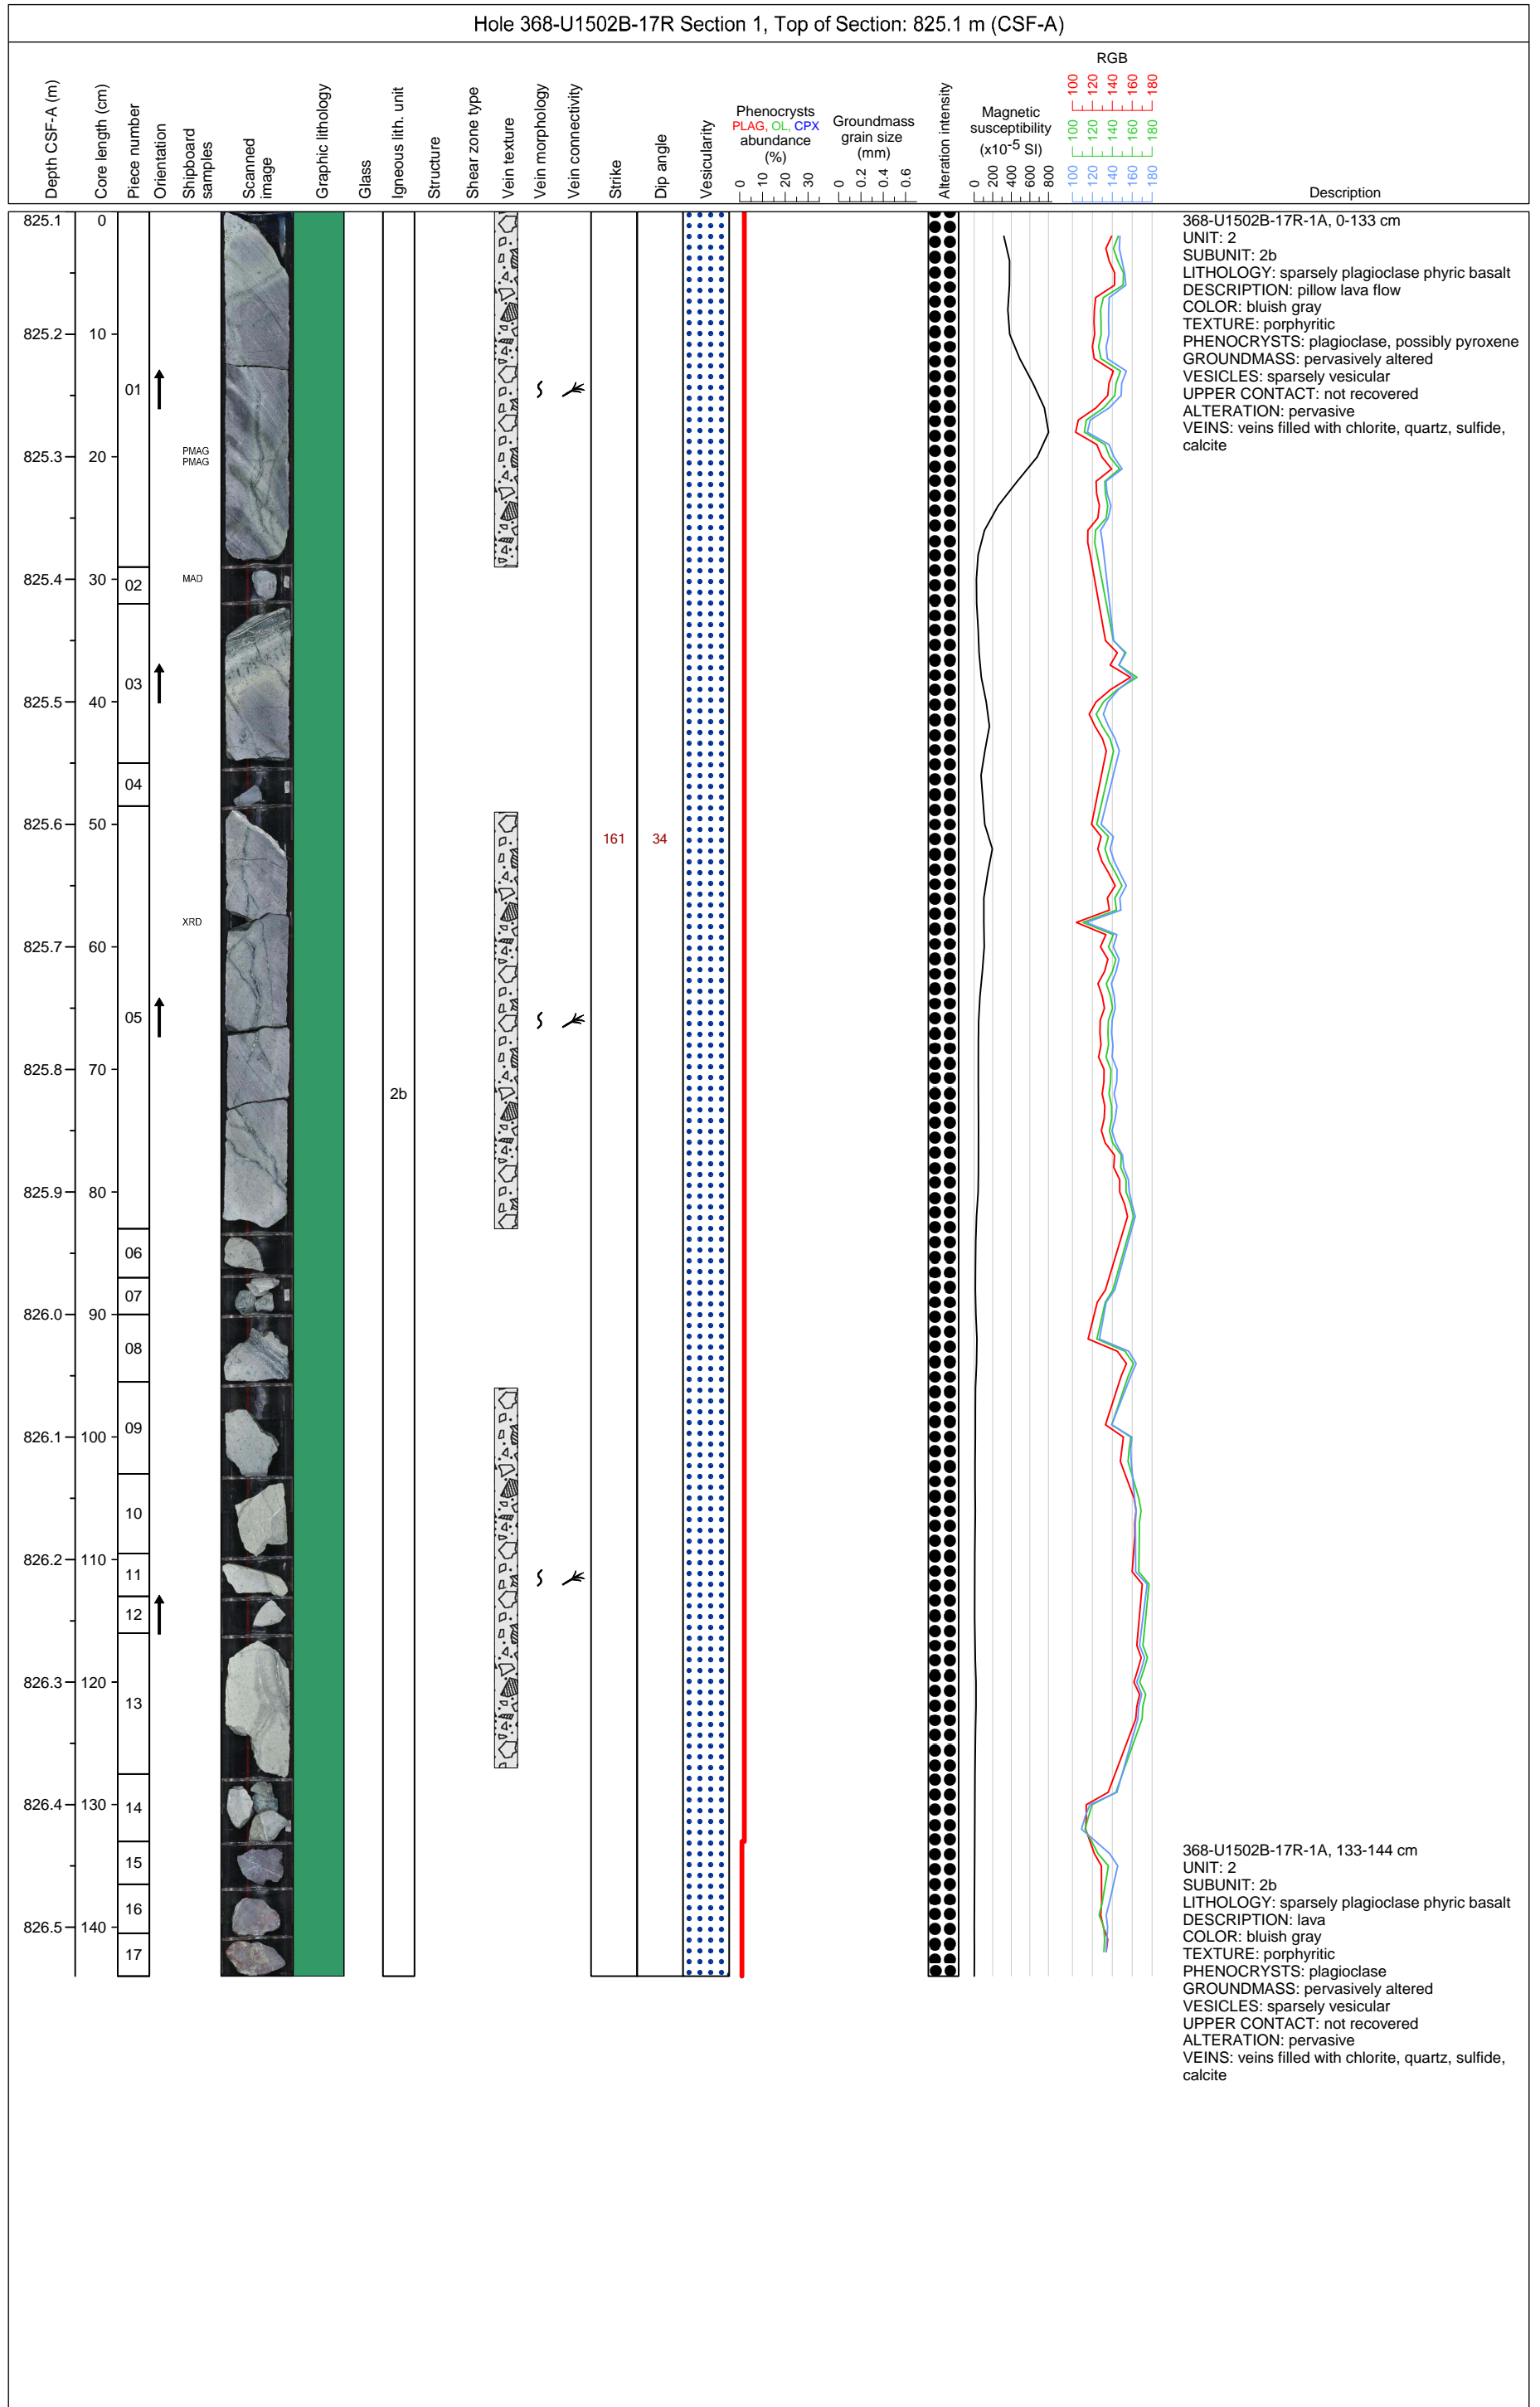 Hole 368-U1502B-17R Section 1, Top of Section: 825.1 m (CSF-A)
Depth CSF-A (m)
Core length (cm)
Piece number
Orientation
Shipboard
samples
Scanned
image
Graphic lithology
Glass
Igneous lith. unit
Structure
Shear zone type
Vein texture
Vein morphology
Vein connectivity
Strike
Dip angle
Vesicularity
Phenocrysts
PLAG, OL, CPX
abundance
(%)
0 10 20 30
Groundmass
grain size
(mm)
0 0.2 0.4 0.6
Alteration intensity
Magnetic
susceptibility
(x10-5 SI)
0 200 400 600 800
RGB
100 120 140 160 180
100 120 140 160 180
100 120 140 160 180
Description
825.1 0
825.2 10
01
PMAG
825.3 20
PMAG
825.4 30
02
MAD
03
825.5 40
04
825.6 50
161 34
XRD
825.7 60
05
825.8 70
2b
825.9 80
06
07
826.0 90
08
09
826.1 100
10
826.2 110
11
12
826.3 120
13
826.4 130
14
15
16
826.5 140
17
368-U1502B-17R-1A, 0-133 cm
UNIT: 2
SUBUNIT: 2b
LITHOLOGY: sparsely plagioclase phyric basalt
DESCRIPTION: pillow lava flow
COLOR: bluish gray
TEXTURE: porphyritic
PHENOCRYSTS: plagioclase, possibly pyroxene
GROUNDMASS: pervasively altered
VESICLES: sparsely vesicular
UPPER CONTACT: not recovered
ALTERATION: pervasive
VEINS: veins filled with chlorite, quartz, sulfide,
calcite
368-U1502B-17R-1A, 133-144 cm
UNIT: 2
SUBUNIT: 2b
LITHOLOGY: sparsely plagioclase phyric basalt
DESCRIPTION: lava
COLOR: bluish gray
TEXTURE: porphyritic
PHENOCRYSTS: plagioclase
GROUNDMASS: pervasively altered
VESICLES: sparsely vesicular
UPPER CONTACT: not recovered
ALTERATION: pervasive
VEINS: veins filled with chlorite, quartz, sulfide,
calcite